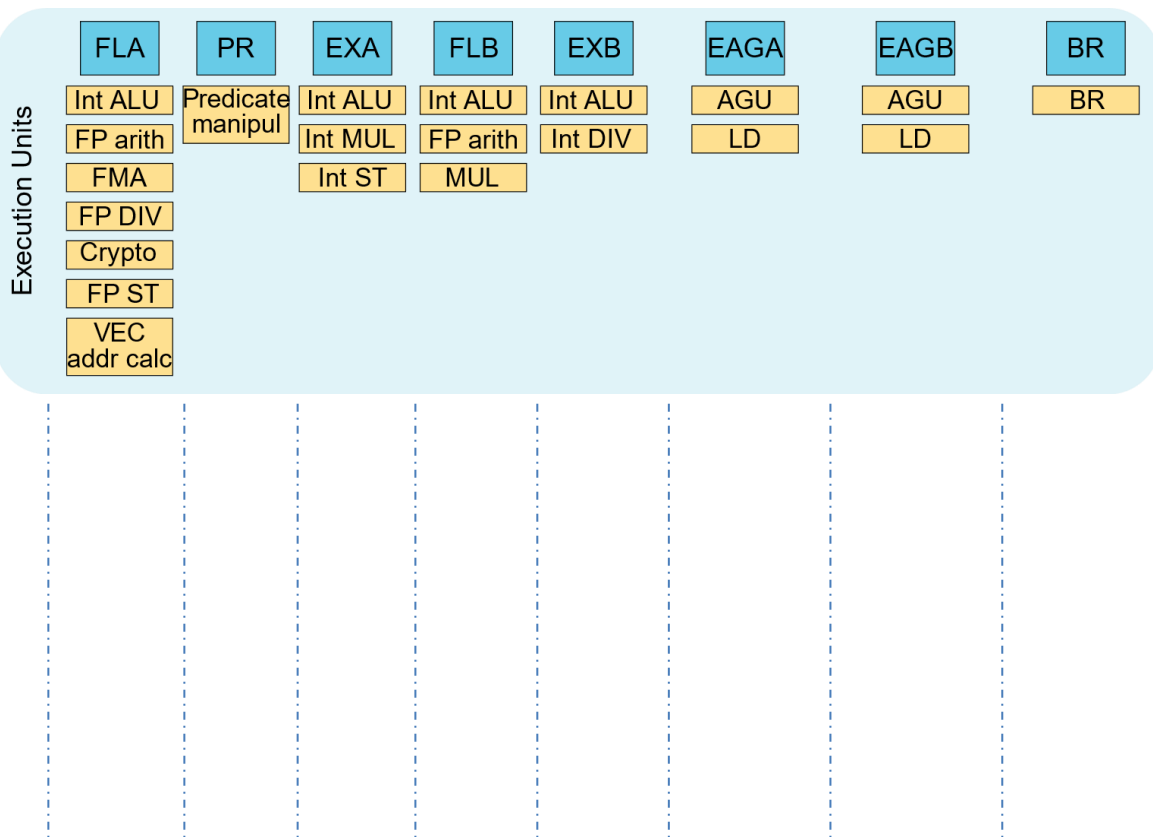 Execution Units
FLA
PR
EXA
FLB
EXB
EAGA
EAGB
BR
Int ALU
Predicate
manipul
Int ALU
Int ALU
Int ALU
AGU
AGU
BR
FP arith
Int MUL
FP arith
Int DIV
LD
LD
FMA
Int ST
MUL
FP DIV
Crypto
FP ST
VEC
addr calc